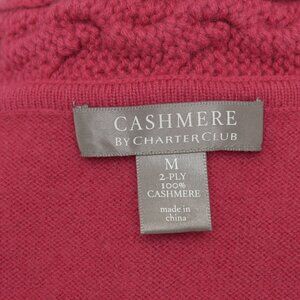 CASHMERE
BY CHARTER CLUB
M
2-PLY
100%
CASHMERE
made in
china